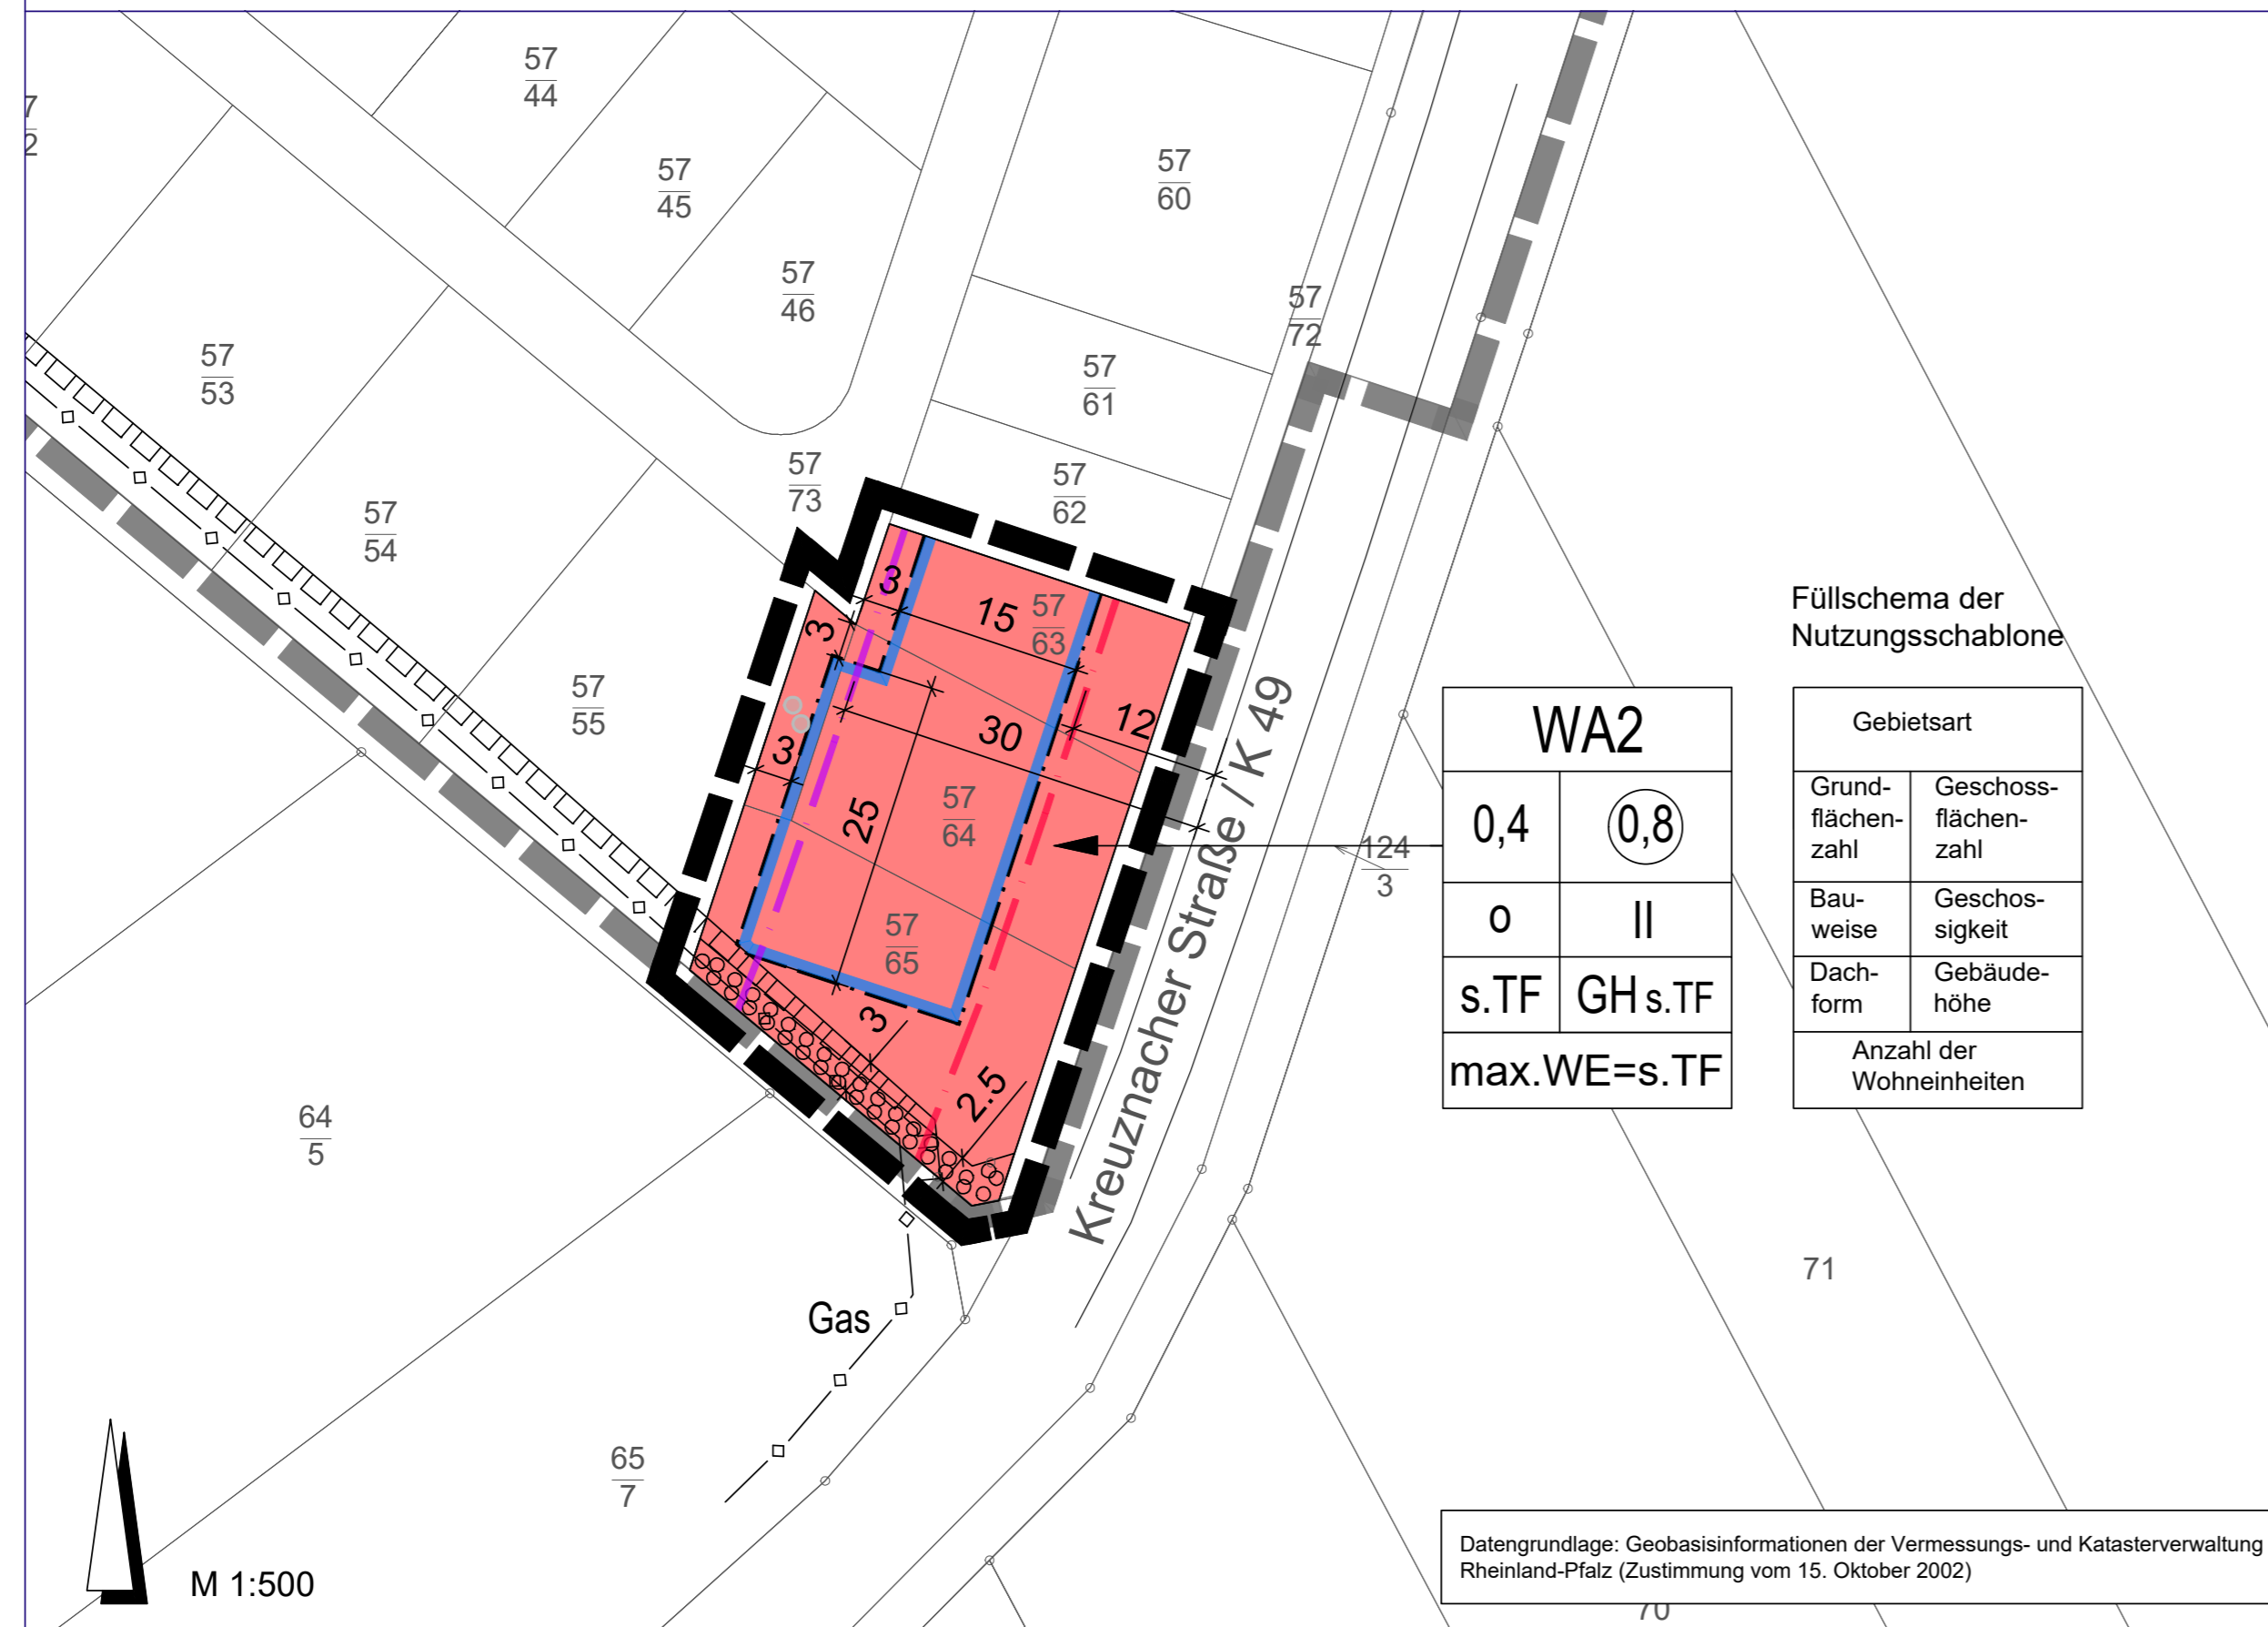 57
44
7
2
57
45
57
60
57
46
57
72
57
53
57
61
57
73
57
62
57
54
3
15
57
63
3
57
55
30
12
3
57
64
25
57
65
3
2.5
Kreuznacher Straße / K 49
124
3
64
5
Gas
65
7
71
70
M 1:500
WA2
0,4 0,8
o II
s.TF GH s.TF
max.WE=s.TF
Füllschema der
Nutzungsschablone
Gebietsart
Grund-
flächen-
zahl
Geschoss-
flächen-
zahl
Bau-
weise
Geschos-
sigkeit
Dach-
form
Gebäude-
höhe
Anzahl der
Wohneinheiten
Datengrundlage: Geobasisinformationen der Vermessungs- und Katasterverwaltung
Rheinland-Pfalz (Zustimmung vom 15. Oktober 2002)